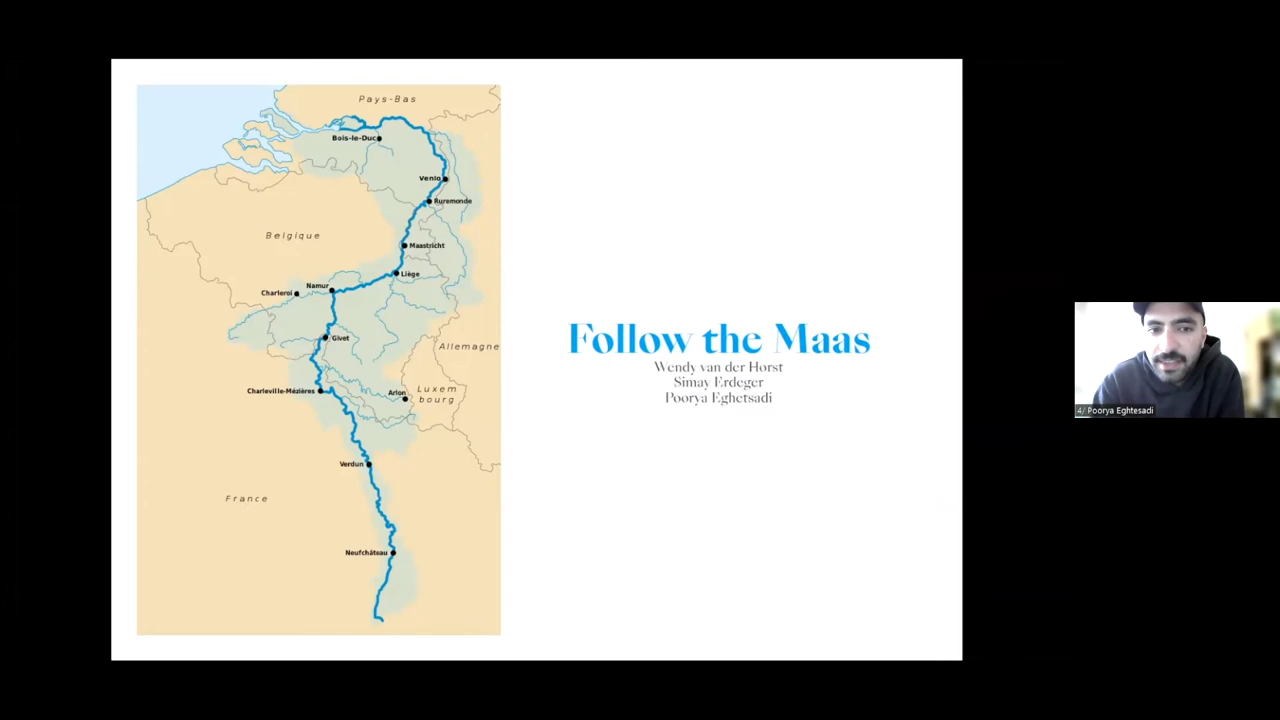 Pays-Bas
Bois-le-Duc
Venlo
Ruremonde
Belgique
Maastricht
Liège
Namur
Charleroi
Givet
Allemagne
Charleville-Mézières
Arlon
Luxem
bourg
Verdun
France
Neufchâteau
Follow the Maas
Wendy van der Horst
Simay Erdeger
Poorya Eghetsadi
4/ Poorya Eghtesadi